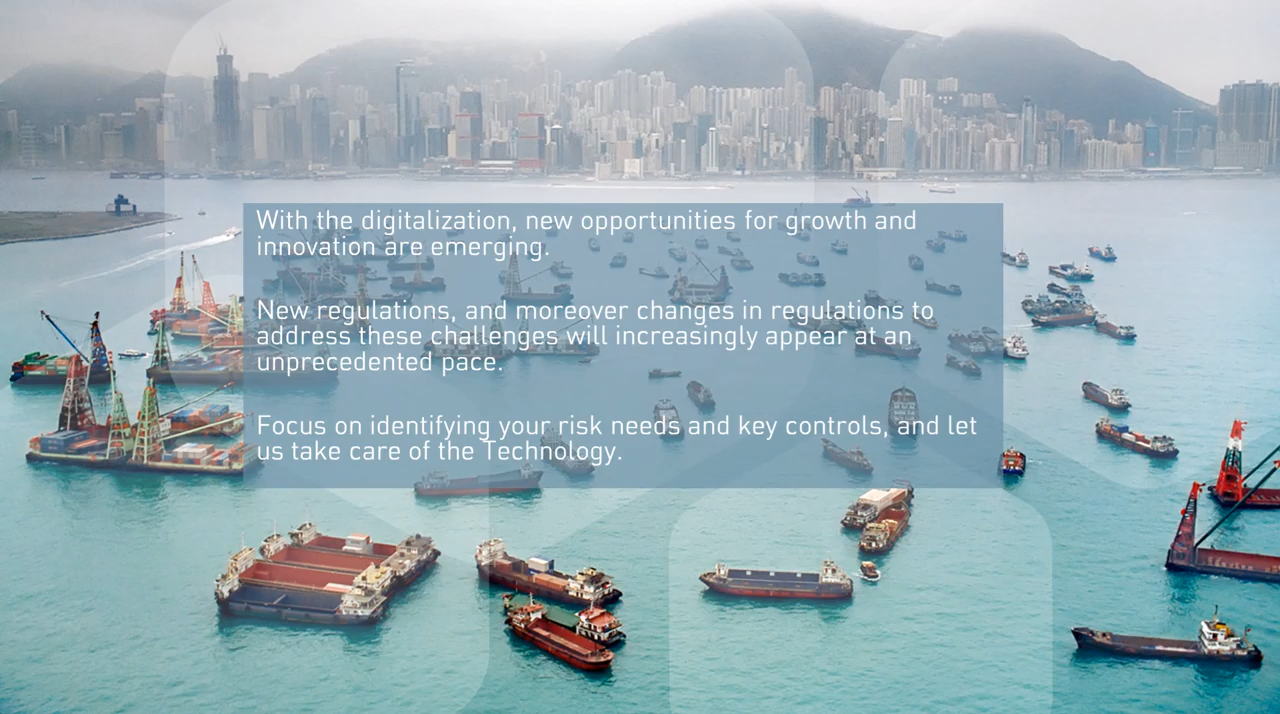 With the digitalization, new opportunities for growth and
innovation are emerging.
New regulations, and moreover changes in regulations to
address these challenges will increasingly appear at an
unprecedented pace.
Focus on identifying your risk needs and key controls, and let
us take care of the Technology.